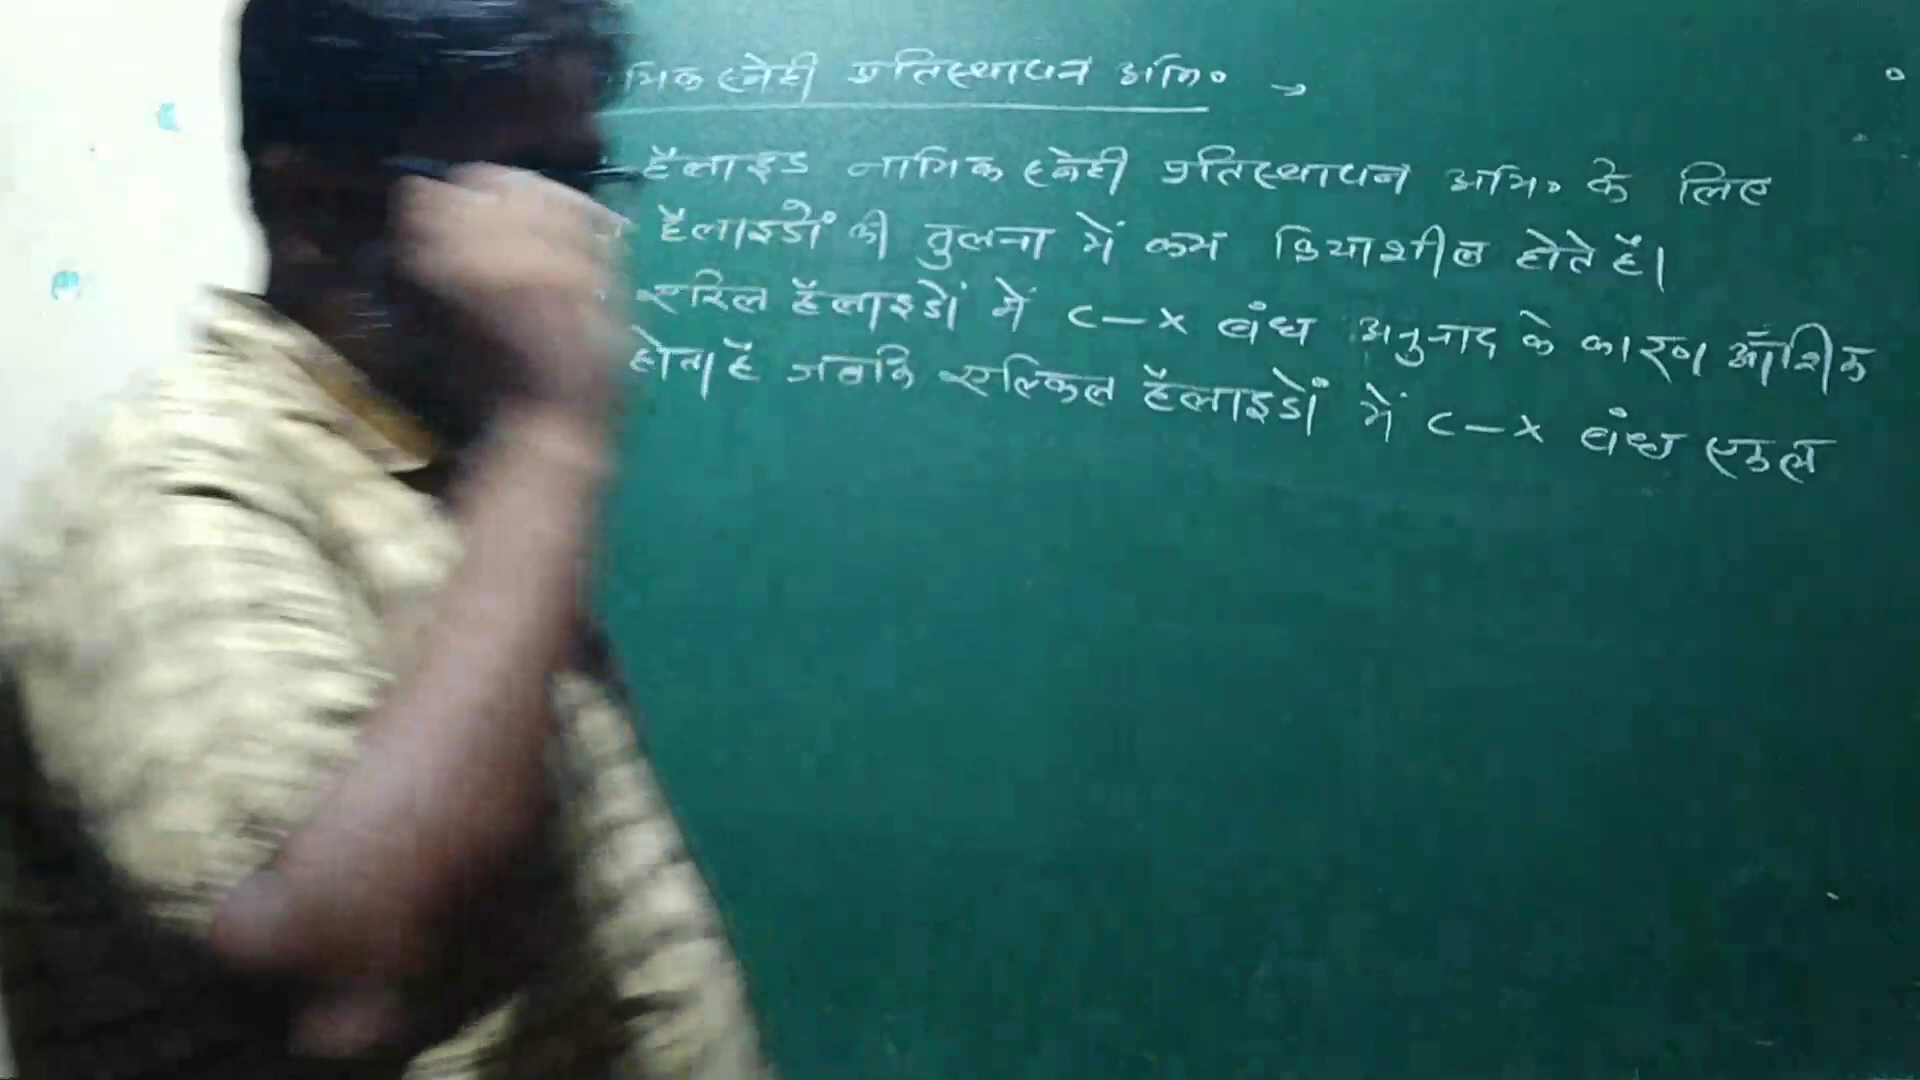 स्नेही प्रतिस्थापन अभि० →
हैलाइड नाभिक स्नेही प्रतिस्थापन अभि० के लिए
हैलाइडों की तुलना में कम क्रियाशील होते हैं।
एरिल हैलाइडों में C-X बंध अनुनाद के कारण आँशिक
होता है जबकि एल्किल हैलाइडों में C-X बंध एकल